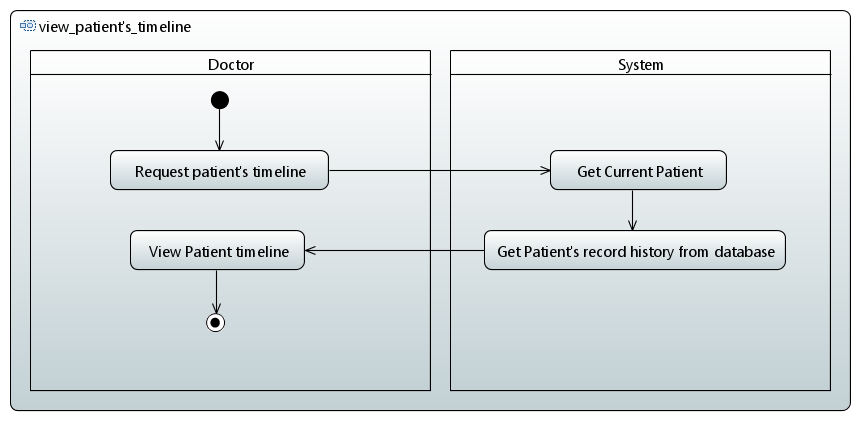 view_patient's_timeline
Doctor
System
Request patient's timeline
Get Current Patient
View Patient timeline
Get Patient's record history from database